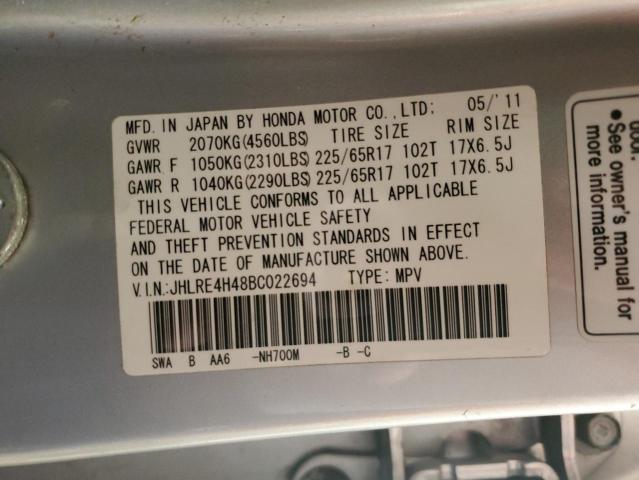 MFD. IN JAPAN BY HONDA MOTOR CO., LTD: 05/'11
GVWR 2070KG(4560LBS) TIRE SIZE RIM SIZE
GAWR F 1050KG(2310LBS) 225/65R17 102T 17X6.5J
GAWR R 1040KG(2290LBS) 225/65R17 102T 17X6.5J
THIS VEHICLE CONFORMS TO ALL APPLICABLE
FEDERAL MOTOR VEHICLE SAFETY
AND THEFT PREVENTION STANDARDS IN EFFECT
ON THE DATE OF MANUFACTURE SHOWN ABOVE.
V.I.N.:JHLRE4H48BC022694 TYPE: MPV
SWA B AA6 -NH700M -B -C
door.
● See owner's
manual for
more
information.